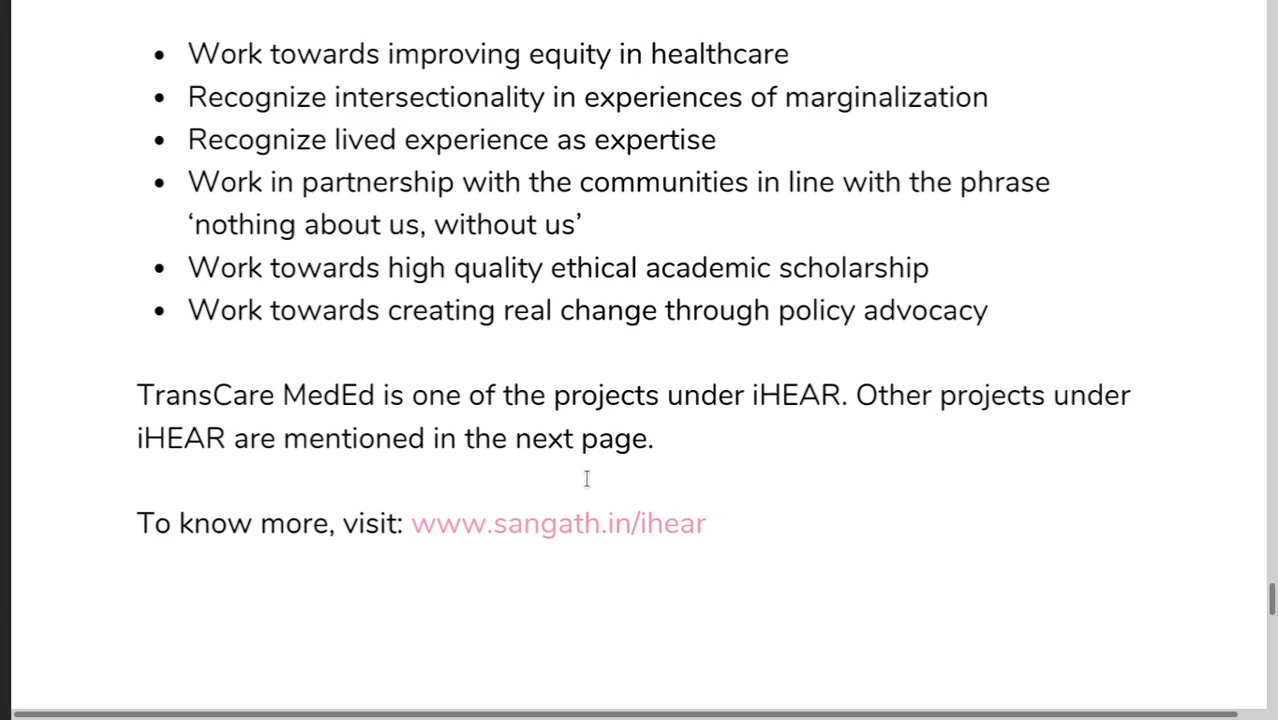 • Work towards improving equity in healthcare
• Recognize intersectionality in experiences of marginalization
• Recognize lived experience as expertise
• Work in partnership with the communities in line with the phrase
‘nothing about us, without us’
• Work towards high quality ethical academic scholarship
• Work towards creating real change through policy advocacy
TransCare MedEd is one of the projects under iHEAR. Other projects under
iHEAR are mentioned in the next page.
To know more, visit: www.sangath.in/ihear